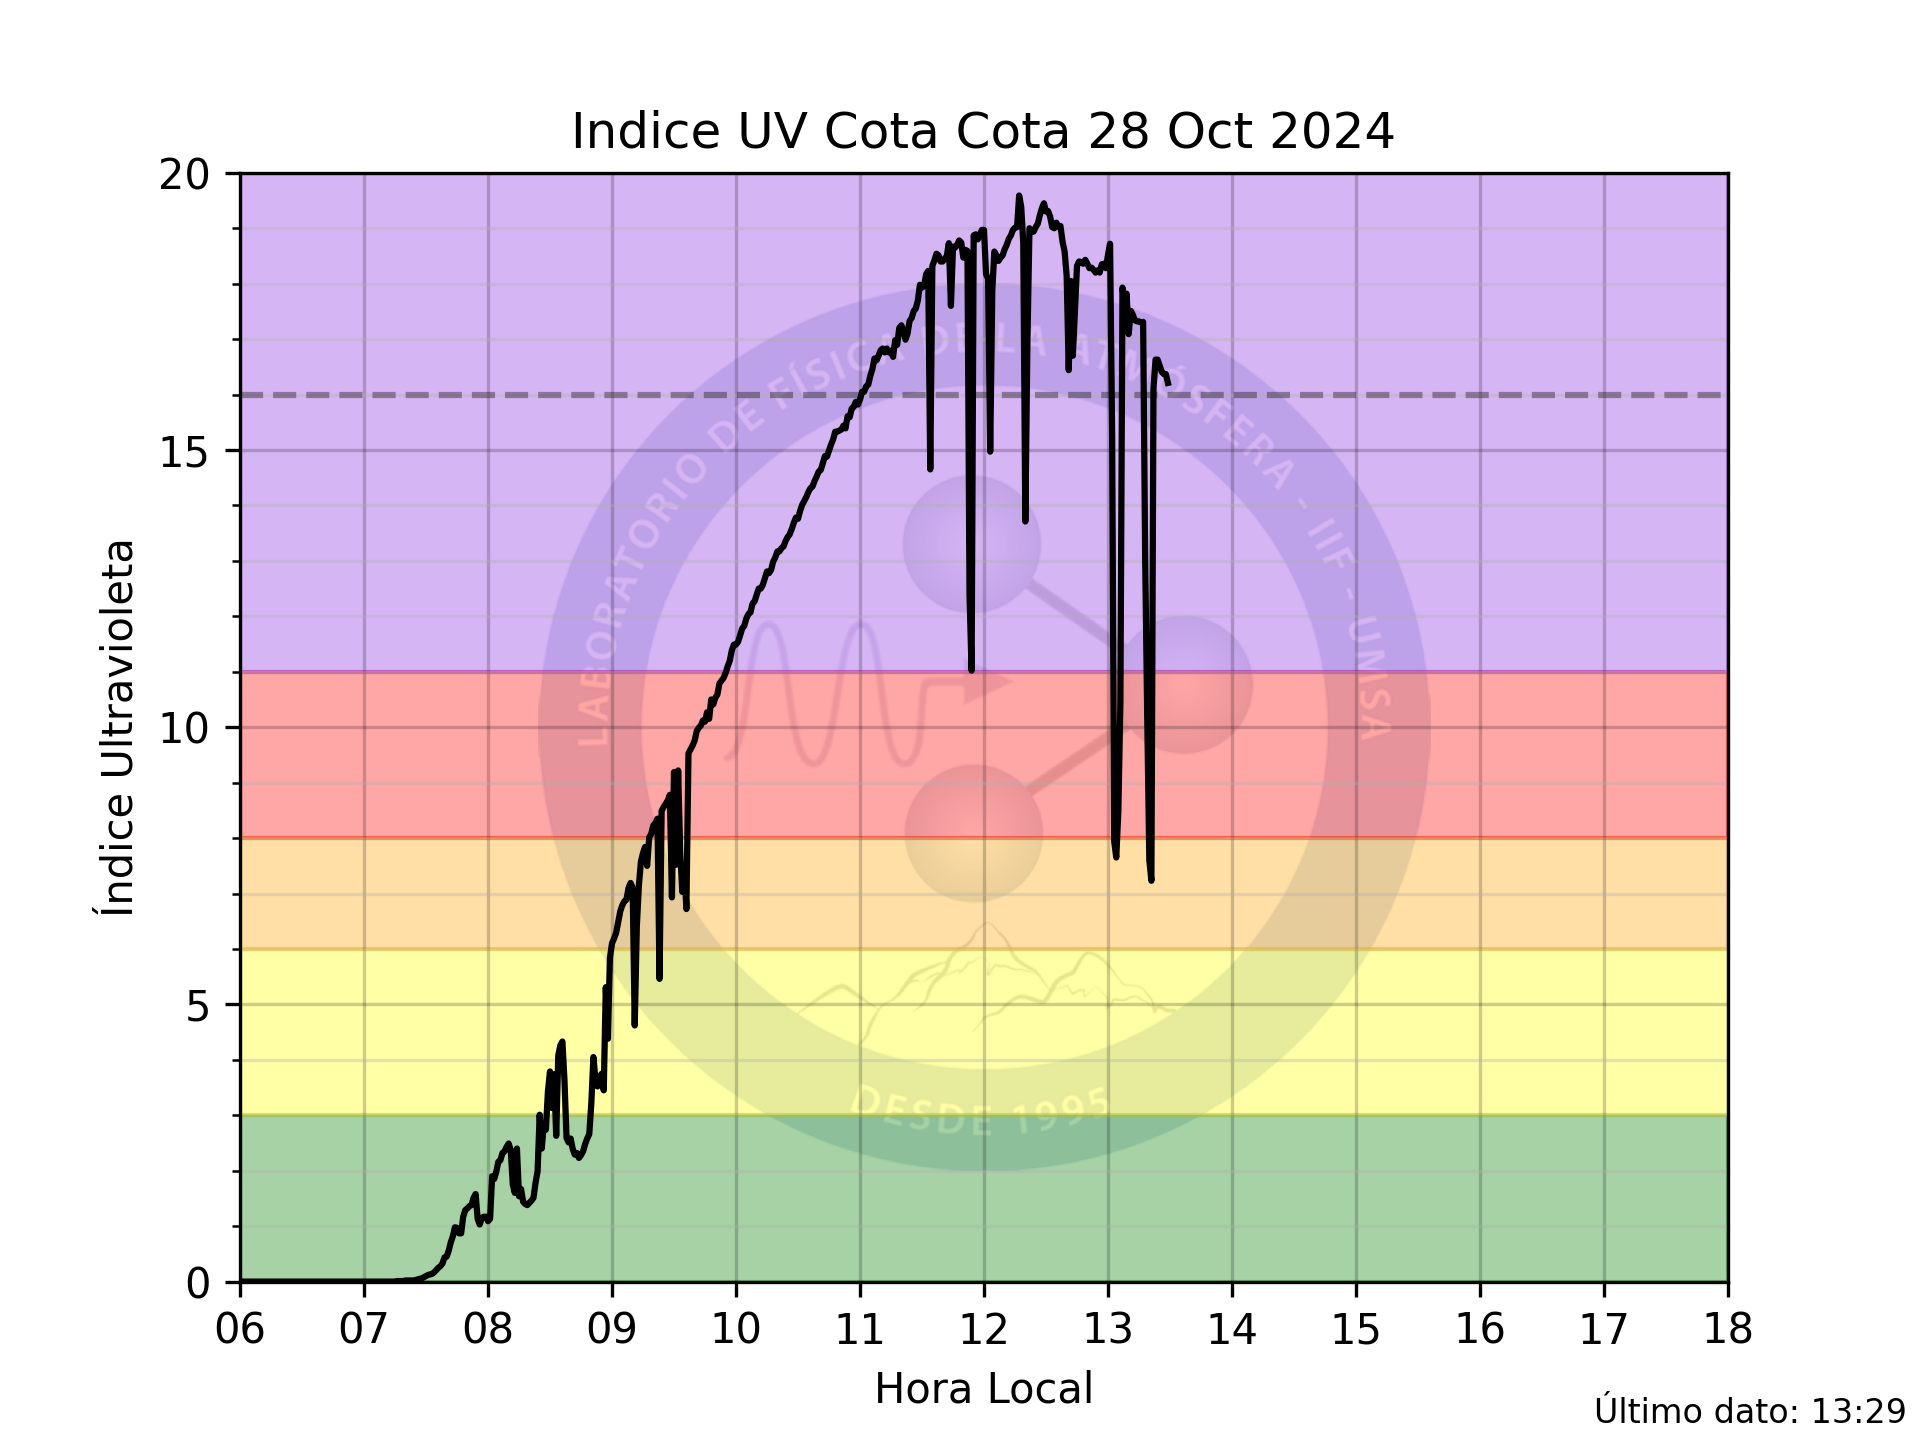 Indice UV Cota Cota 28 Oct 2024
20
15
10
5
0
Índice Ultravioleta
LABORATORIO DE FÍSICA DE LA ATMÓSFERA - IIF - UMSA
DESDE 1995
06 07 08 09 10 11 12 13 14 15 16 17 18
Hora Local
Último dato: 13:29